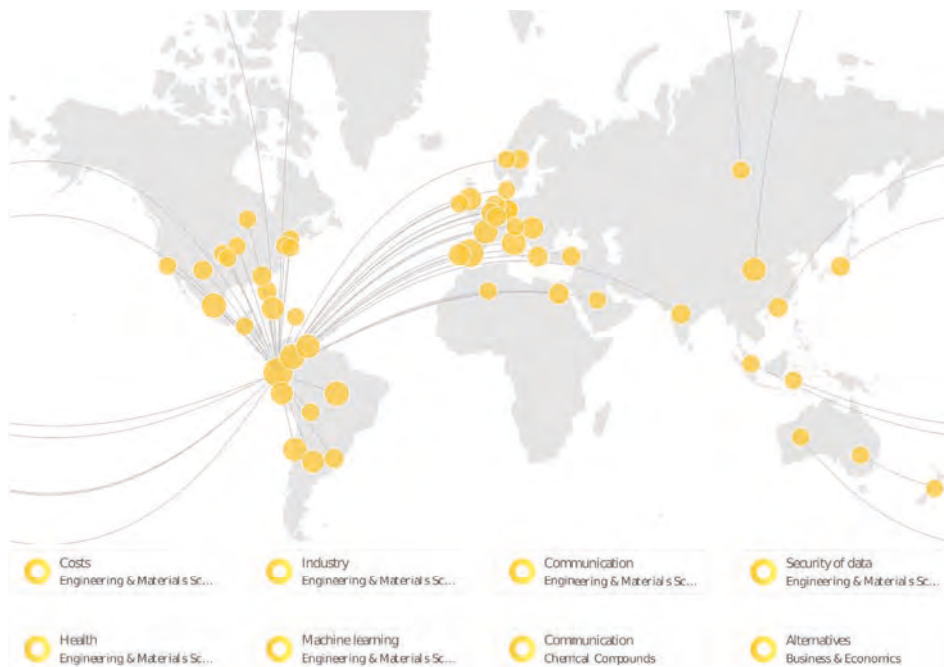 Costs
Engineering & Materials Sc...
Industry
Engineering & Materials Sc...
Communication
Engineering & Materials Sc...
Security of data
Engineering & Materials Sc...
Health
Engineering & Materials Sc...
Machine learning
Engineering & Materials Sc...
Communication
Chemical Compounds
Alternatives
Business & Economics